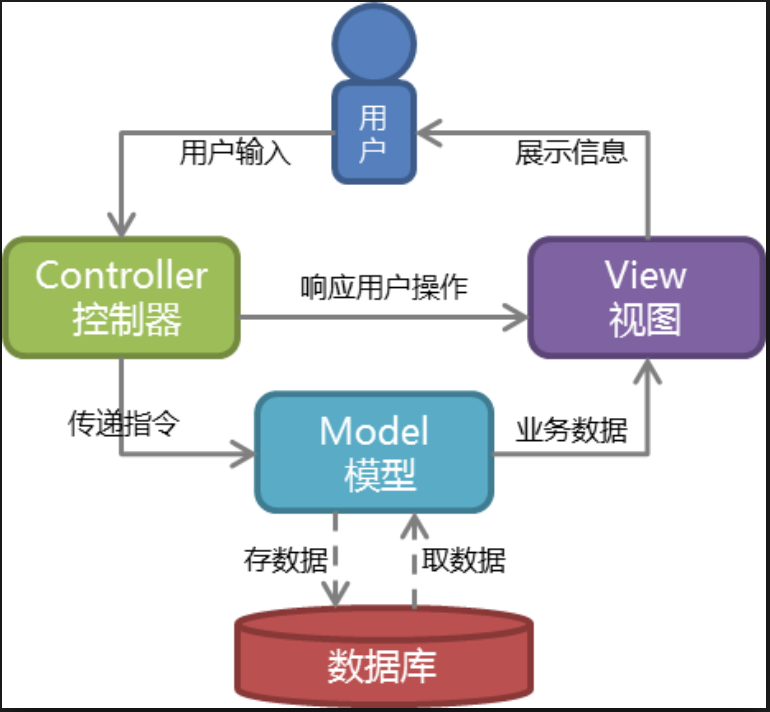 用
户
用户输入
展示信息
Controller
控制器
响应用户操作
View
视图
传递指令
Model
模型
业务数据
存数据
取数据
数据库